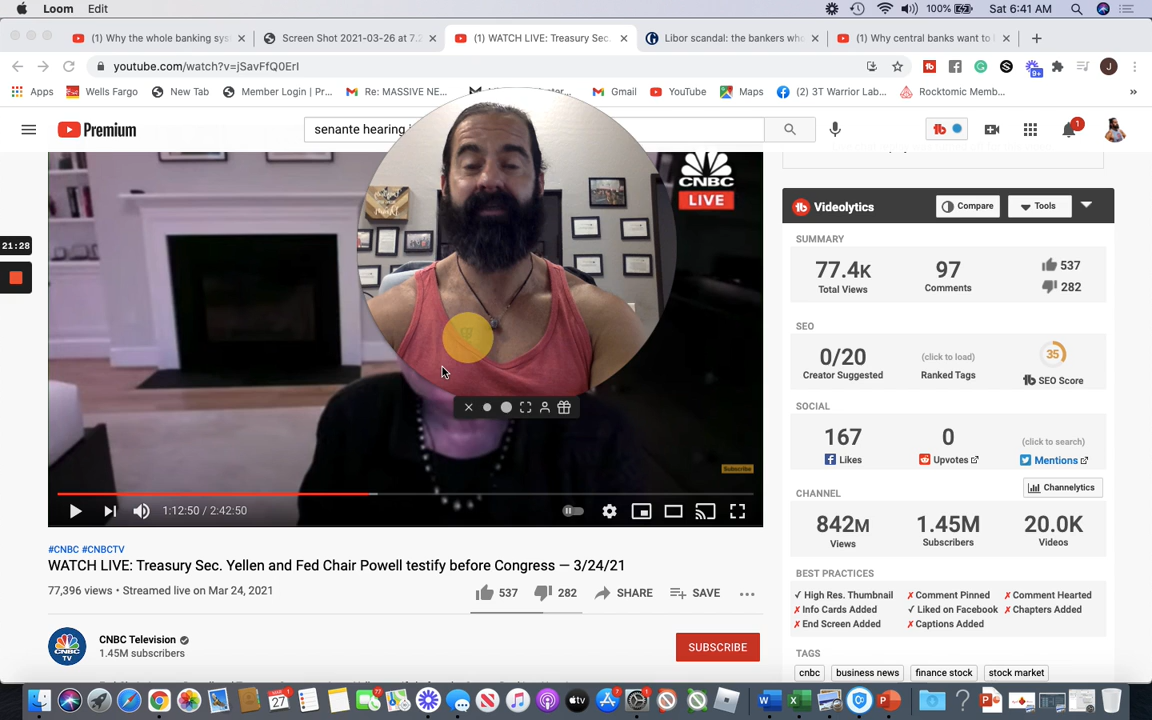 Loom Edit 100% Sat 6:41 AM
(1) Why the whole banking sys
Screen Shot 2021-03-26 at 7.2
(1) WATCH LIVE: Treasury Sec.
Libor scandal: the bankers who
(1) Why central banks want to
youtube.com/watch?v=jSavFfQ0ErI
9+
J
Apps Wells Fargo New Tab Member Login | Pr... Re: MASSIVE NE... Gmail YouTube Maps (2) 3T Warrior Lab... Rocktomic Memb...
Premium
senante hearing
tb
1
CNBC
LIVE
21:28
Subscribe
1:12:50 / 2:42:50
#CNBC #CNBCTV
WATCH LIVE: Treasury Sec. Yellen and Fed Chair Powell testify before Congress — 3/24/21
77,396 views • Streamed live on Mar 24, 2021
537 282 SHARE SAVE
CNBC Television
1.45M subscribers
SUBSCRIBE
tb Videolytics Compare Tools
SUMMARY
77.4K
Total Views
97
Comments
537
282
SEO
0/20
Creator Suggested
(click to load)
Ranked Tags
35
tb SEO Score
SOCIAL
167
Likes
0
Upvotes
(click to search)
Mentions
CHANNEL
Channelytics
842M
Views
1.45M
Subscribers
20.0K
Videos
BEST PRACTICES
✓ High Res. Thumbnail ✗ Comment Pinned ✗ Comment Hearted
✗ Info Cards Added ✓ Liked on Facebook ✗ Chapters Added
✗ End Screen Added ✗ Captions Added
TAGS
cnbc business news finance stock stock market